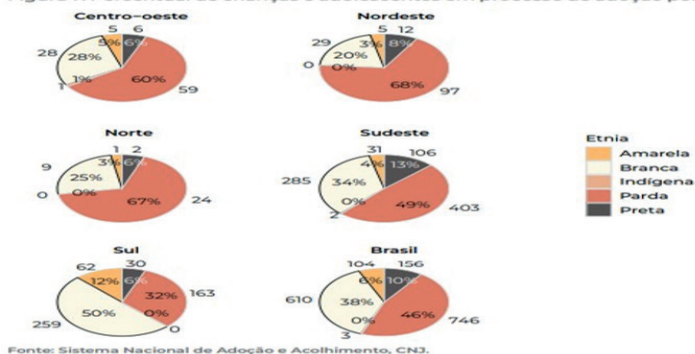 Centro-oeste
5 6
5% 6%
28 28%
1% 60%
1 59
Nordeste
5 12
29 3% 8%
20%
0 0%
68% 97
Norte
1 2
3% 6%
9 25%
0 0%
67% 24
Sudeste
31 106
4% 13%
285 34%
0% 49%
2 403
Etnia
Amarela
Branca
Indígena
Parda
Preta
Sul
62 30
12% 6%
32% 163
50% 0%
259 0
Brasil
104 156
6% 10%
610 38%
0% 46%
3 746
Fonte: Sistema Nacional de Adoção e Acolhimento, CNJ.